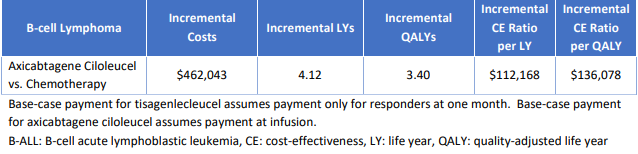 B-cell Lymphoma Incremental Costs Incremental LYs Incremental QALYs Incremental CE Ratio per LY Incremental CE Ratio per QALY
Axicabtagene Ciloleucel vs. Chemotherapy $462,043 4.12 3.40 $112,168 $136,078
Base-case payment for tisagenlecleucel assumes payment only for responders at one month. Base-case payment
for axicabtagene ciloleucel assumes payment at infusion.
B-ALL: B-cell acute lymphoblastic leukemia, CE: cost-effectiveness, LY: life year, QALY: quality-adjusted life year